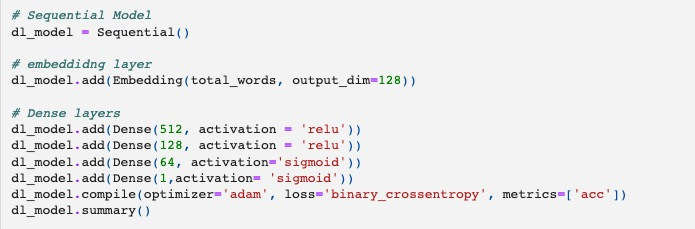 # Sequential Model
dl_model = Sequential()
# embeddidng layer
dl_model.add(Embedding(total_words, output_dim=128))
# Dense layers
dl_model.add(Dense(512, activation = 'relu'))
dl_model.add(Dense(128, activation = 'relu'))
dl_model.add(Dense(64, activation='sigmoid'))
dl_model.add(Dense(1,activation= 'sigmoid'))
dl_model.compile(optimizer='adam', loss='binary_crossentropy', metrics=['acc'])
dl_model.summary()